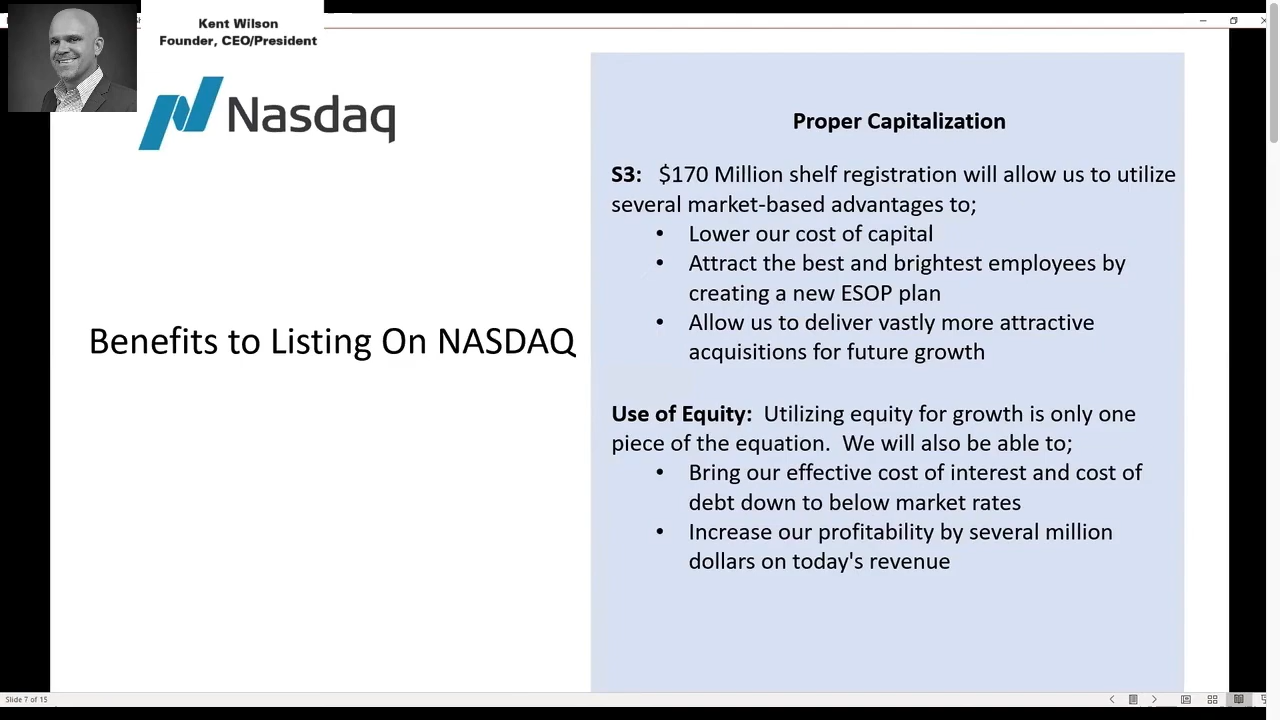 Kent Wilson
Founder, CEO/President
Nasdaq
Benefits to Listing On NASDAQ
Proper Capitalization
S3: $170 Million shelf registration will allow us to utilize
several market-based advantages to;
• Lower our cost of capital
• Attract the best and brightest employees by
creating a new ESOP plan
• Allow us to deliver vastly more attractive
acquisitions for future growth
Use of Equity: Utilizing equity for growth is only one
piece of the equation. We will also be able to;
• Bring our effective cost of interest and cost of
debt down to below market rates
• Increase our profitability by several million
dollars on today's revenue
Slide 7 of 15